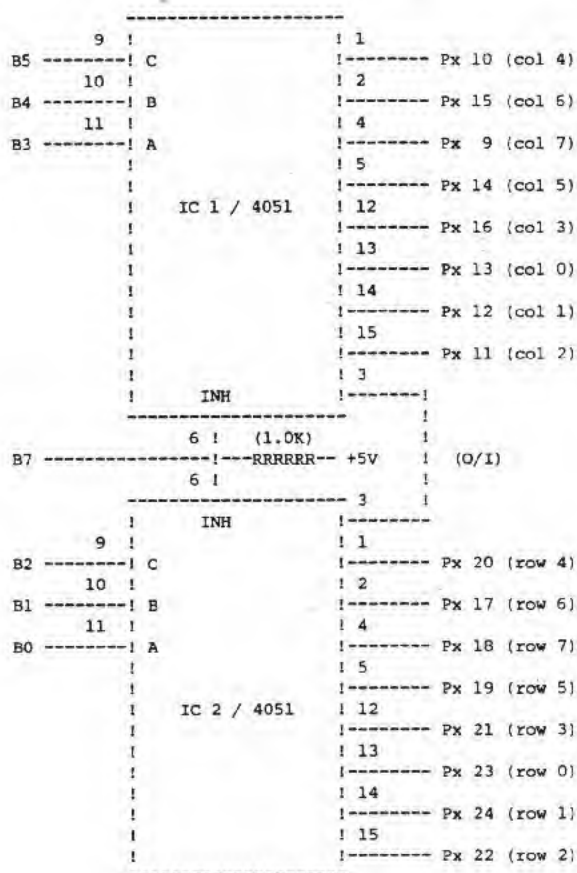 --------------------
9 ! ! 1
B5 --------! C !------- Px 10 (col 4)
10 ! ! 2
B4 --------! B !------- Px 15 (col 6)
11 ! ! 4
B3 --------! A !------- Px 9 (col 7)
! ! 5
! !------- Px 14 (col 5)
! IC 1 / 4051 ! 12
! !------- Px 16 (col 3)
! ! 13
! !------- Px 13 (col 0)
! ! 14
! !------- Px 12 (col 1)
! ! 15
! !------- Px 11 (col 2)
! ! 3
! INH !------!
-------------------- !
6 ! (1.0K) !
B7 ----------------!---RRRRRR-- +5V ! (O/I)
6 ! !
-------------------- 3 !
! INH !-------
9 ! ! 1
B2 --------! C !------- Px 20 (row 4)
10 ! ! 2
B1 --------! B !------- Px 17 (row 6)
11 ! ! 4
B0 --------! A !------- Px 18 (row 7)
! ! 5
! !------- Px 19 (row 5)
! IC 2 / 4051 ! 12
! !------- Px 21 (row 3)
! ! 13
! !------- Px 23 (row 0)
! ! 14
! !------- Px 24 (row 1)
! ! 15
! !------- Px 22 (row 2)